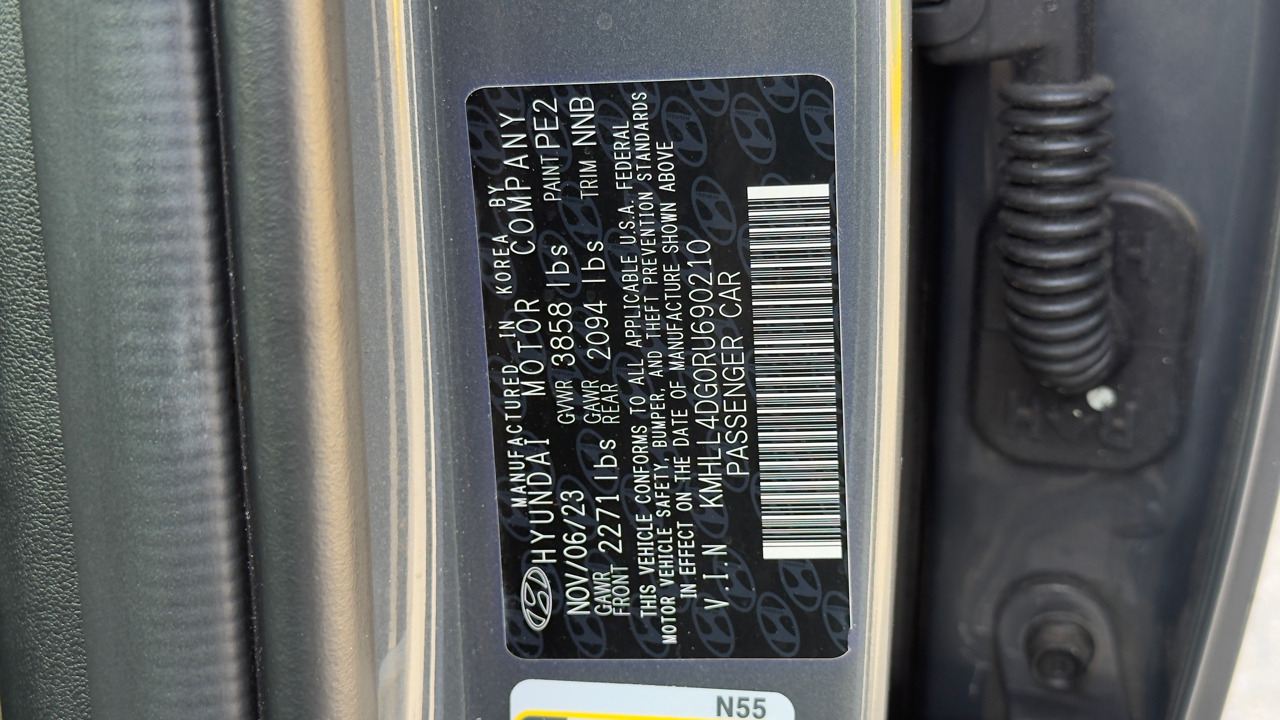 MANUFACTURED IN KOREA BY
HYUNDAI MOTOR COMPANY
NOV/06/23 GVWR 3858 lbs PAINT PE2
GAWR FRONT 2271 lbs GAWR REAR 2094 lbs TRIM NNB
THIS VEHICLE CONFORMS TO ALL APPLICABLE U.S.A. FEDERAL
MOTOR VEHICLE SAFETY, BUMPER, AND THEFT PREVENTION STANDARDS
IN EFFECT ON THE DATE OF MANUFACTURE SHOWN ABOVE
V.I.N KMHLL4DG0RU690210
PASSENGER CAR
N55